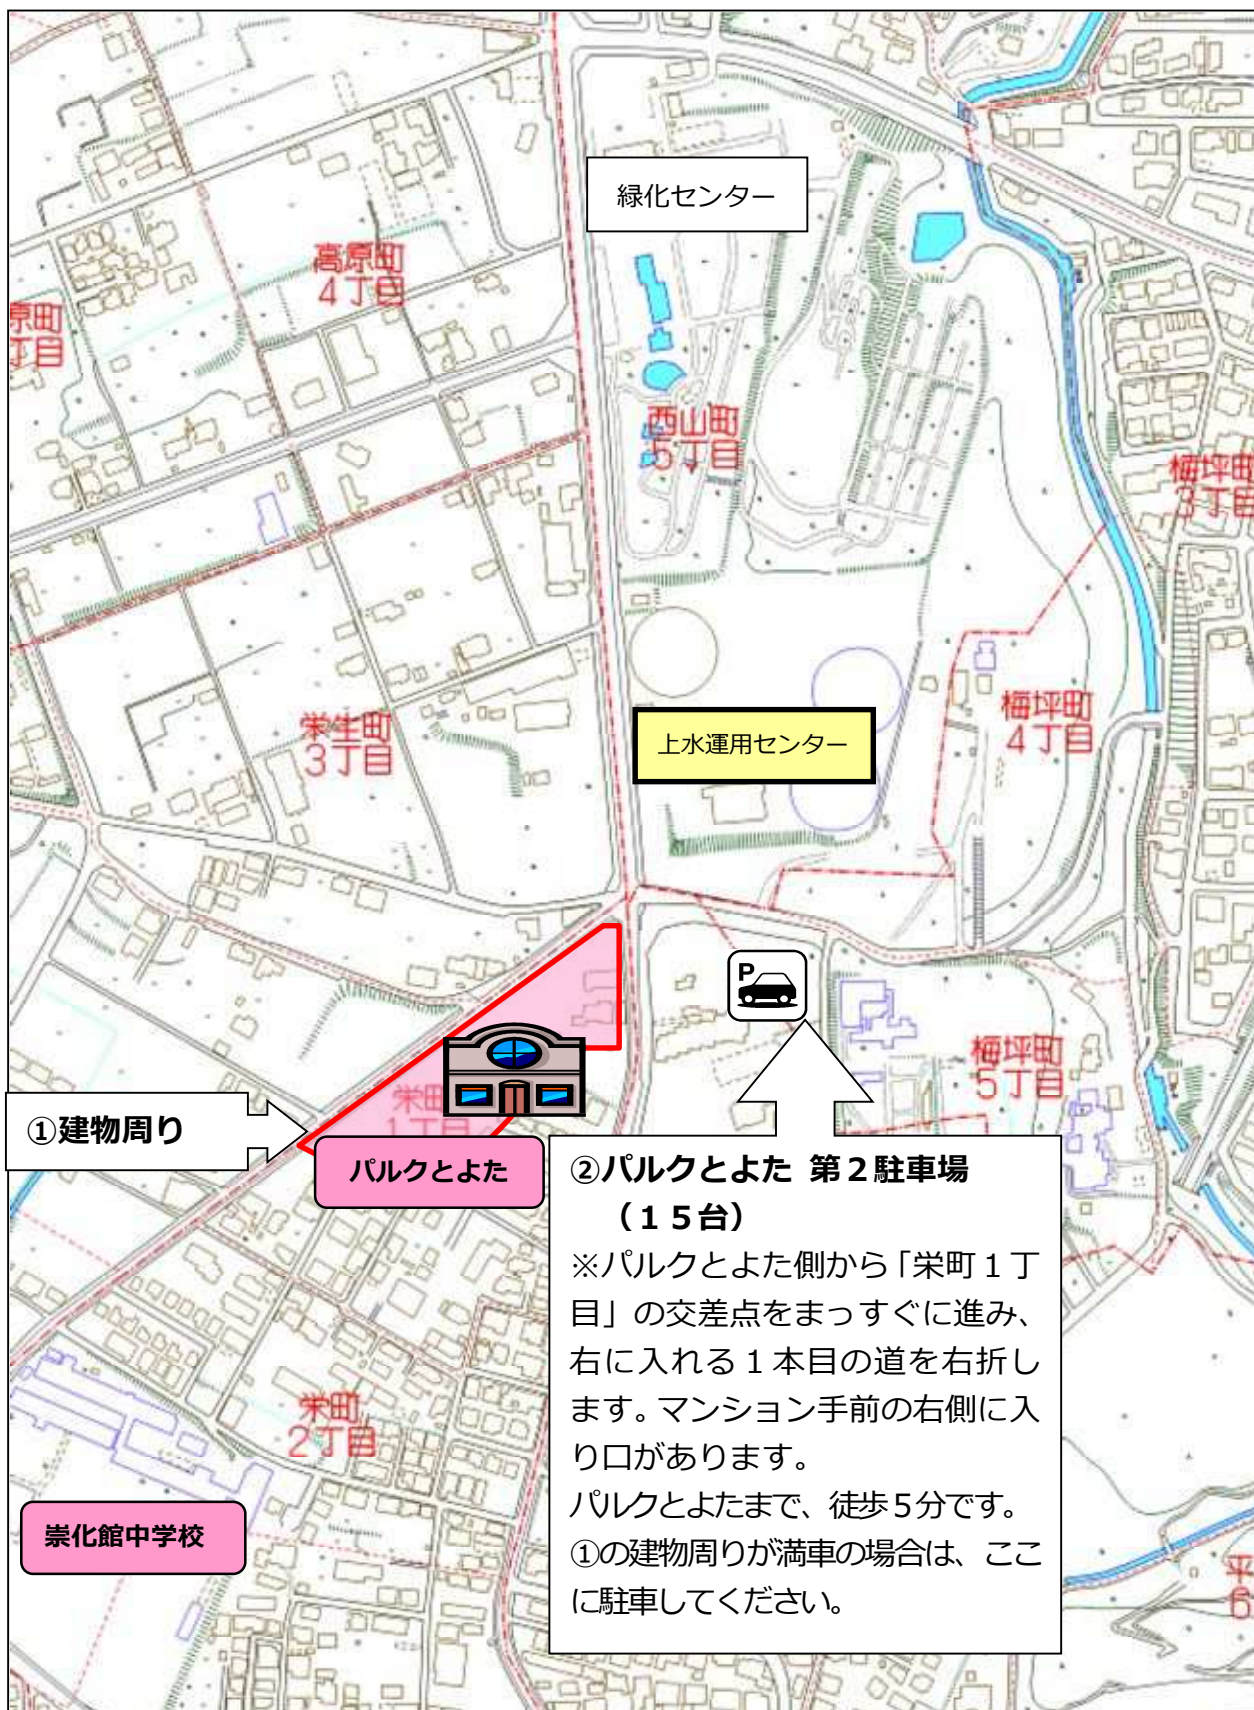 緑化センター
高原町
4丁目
原町
丁目
西山町
5丁目
梅坪町
3丁目
栄生町
3丁目
上水運用センター
梅坪町
4丁目
P
梅坪町
5丁目
栄町
1丁目
①建物周り
パルクとよた
②パルクとよた 第２駐車場
（１５台）
※パルクとよた側から「栄町１丁
目」の交差点をまっすぐに進み、
右に入れる１本目の道を右折し
ます。マンション手前の右側に入
り口があります。
パルクとよたまで、徒歩５分です。
①の建物周りが満車の場合は、ここ
に駐車してください。
栄町
2丁目
崇化館中学校
平
6